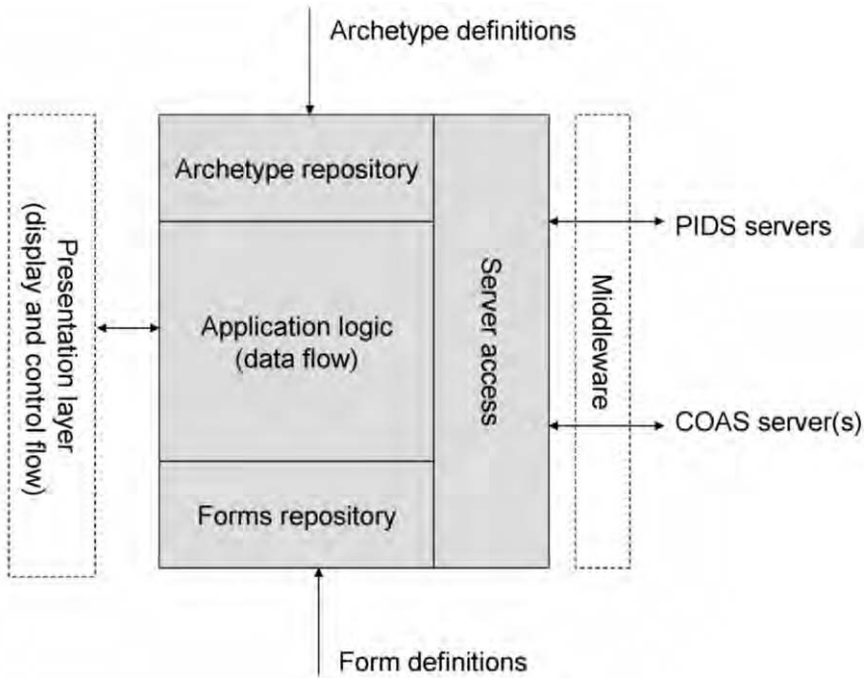 Archetype definitions
Archetype repository
Presentation layer
(display and control flow)
Application logic
(data flow)
Server access
Middleware
PIDS servers
COAS server(s)
Forms repository
Form definitions